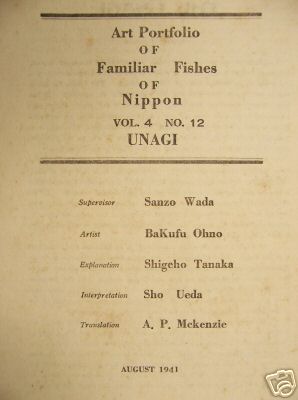 Art Portfolio
OF
Familiar Fishes
OF
Nippon
VOL. 4 NO. 12
UNAGI
Supervisor Sanzo Wada
Artist BaKufu Ohno
Explanation Shigeho Tanaka
Interpretation Sho Ueda
Translation A. P. Mckenzie
AUGUST 1941